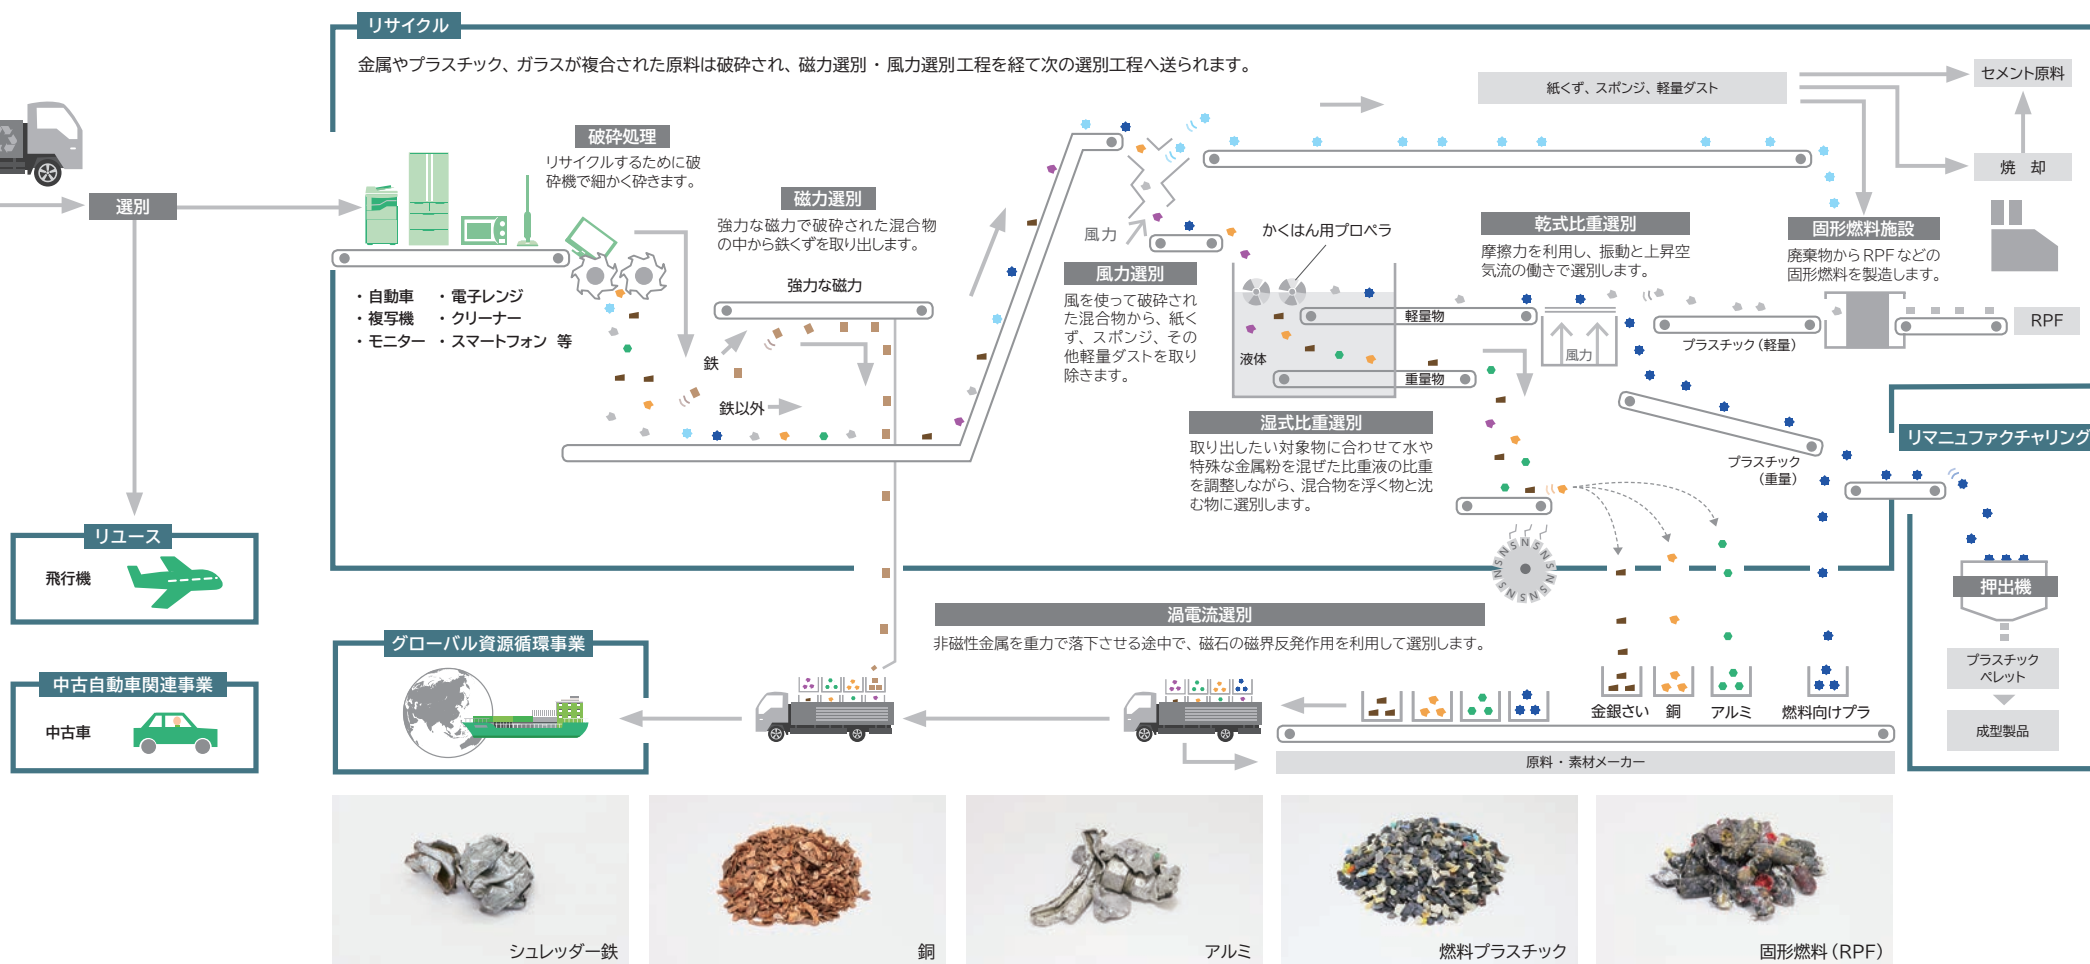 リサイクル
金属やプラスチック、ガラスが複合された原料は破砕され、磁力選別・風力選別工程を経て次の選別工程へ送られます。
選別
破砕処理
リサイクルするために破
砕機で細かく砕きます。
・自動車 ・電子レンジ
・複写機 ・クリーナー
・モニター ・スマートフォン 等
磁力選別
強力な磁力で破砕された混合物
の中から鉄くずを取り出します。
強力な磁力
鉄
鉄以外
風力
風力選別
風を使って破砕され
た混合物から、紙く
ず、スポンジ、その
他軽量ダストを取り
除きます。
かくはん用プロペラ
液体
軽量物
重量物
湿式比重選別
取り出したい対象物に合わせて水や
特殊な金属粉を混ぜた比重液の比重
を調整しながら、混合物を浮く物と沈
む物に選別します。
乾式比重選別
摩擦力を利用し、振動と上昇空
気流の働きで選別します。
風力
プラスチック（軽量）
プラスチック
（重量）
紙くず、スポンジ、軽量ダスト
セメント原料
焼 却
固形燃料施設
廃棄物からRPFなどの
固形燃料を製造します。
RPF
リマニュファクチャリング
押出機
プラスチック
ペレット
成型製品
N S N S N S N S N S N S N S
渦電流選別
非磁性金属を重力で落下させる途中で、磁石の磁界反発作用を利用して選別します。
金銀さい 銅 アルミ 燃料向けプラ
原料・素材メーカー
リユース
飛行機
中古自動車関連事業
中古車
グローバル資源循環事業
シュレッダー鉄
銅
アルミ
燃料プラスチック
固形燃料（RPF）